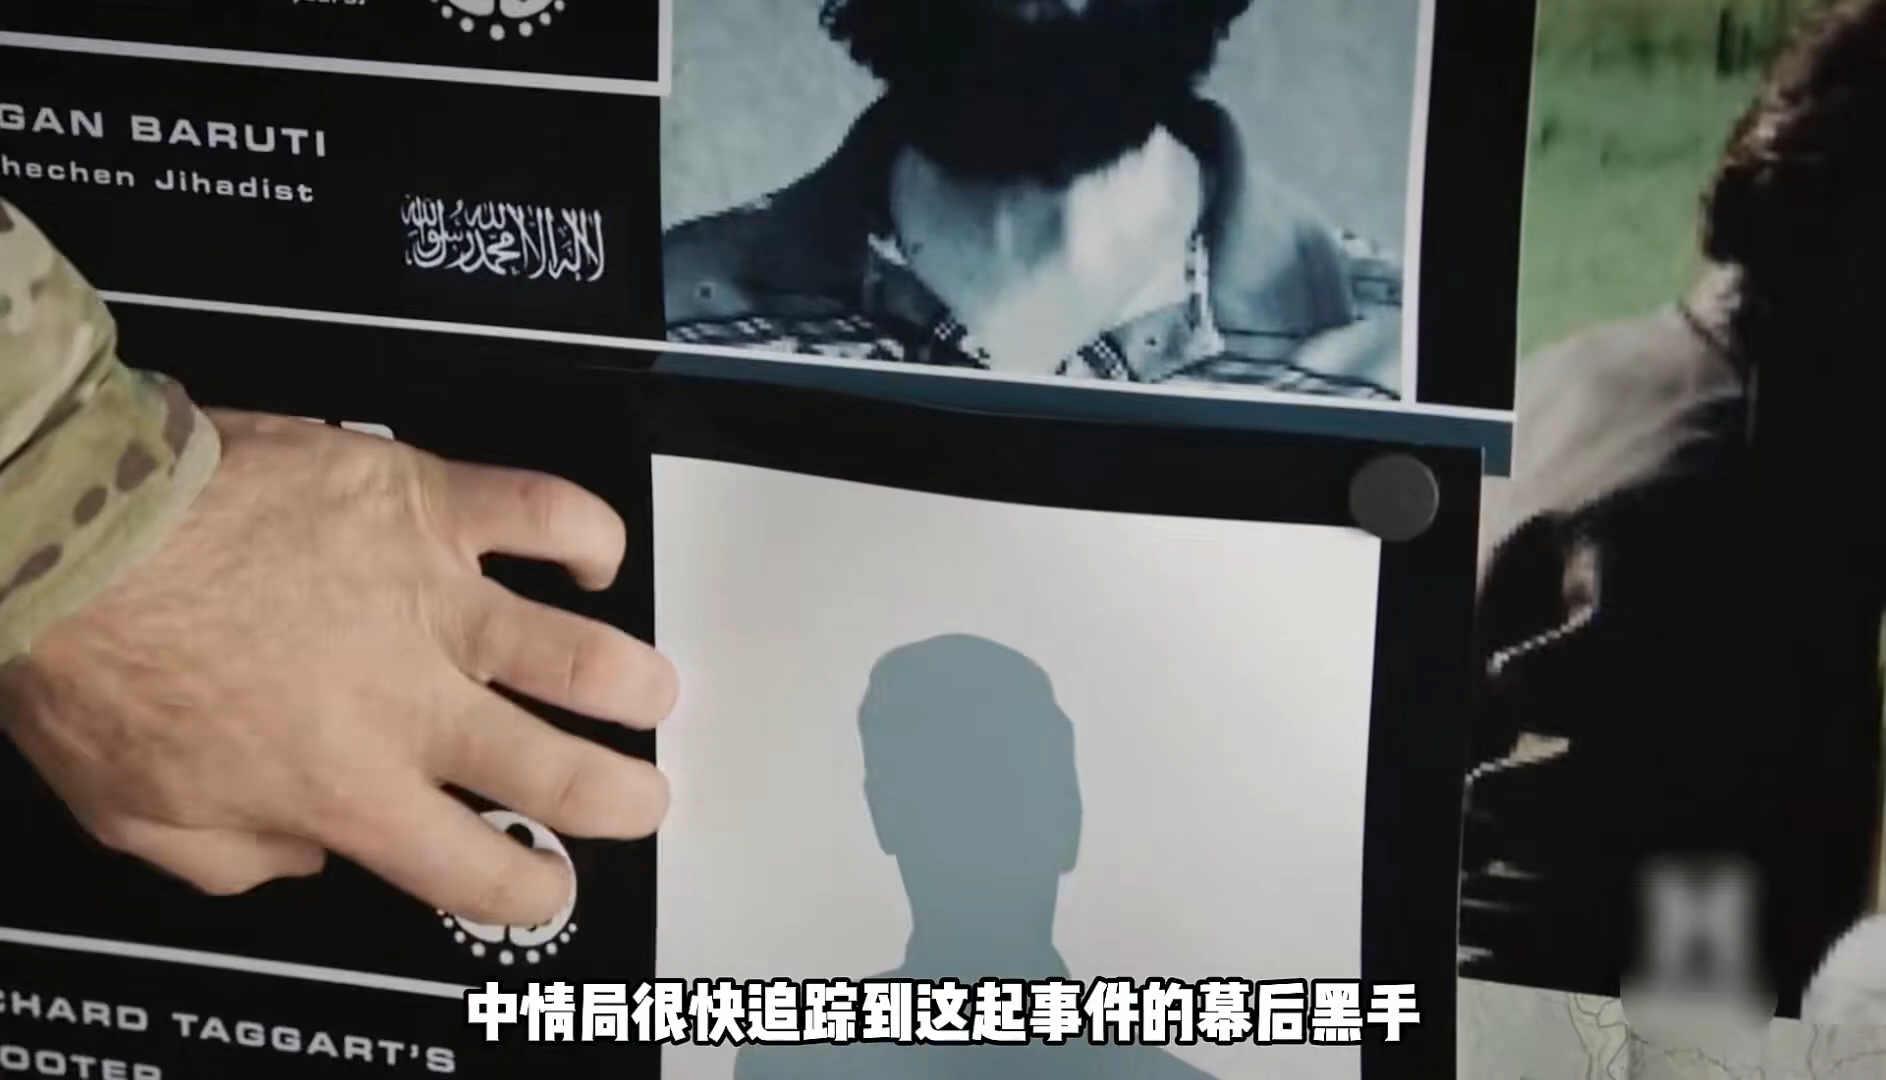 GAN BARUTI
hechen Jihadist
لا إله إلا الله محمد رسول الله
CHARD TAGGART'S
OOTER
中情局很快追踪到这起事件的幕后黑手